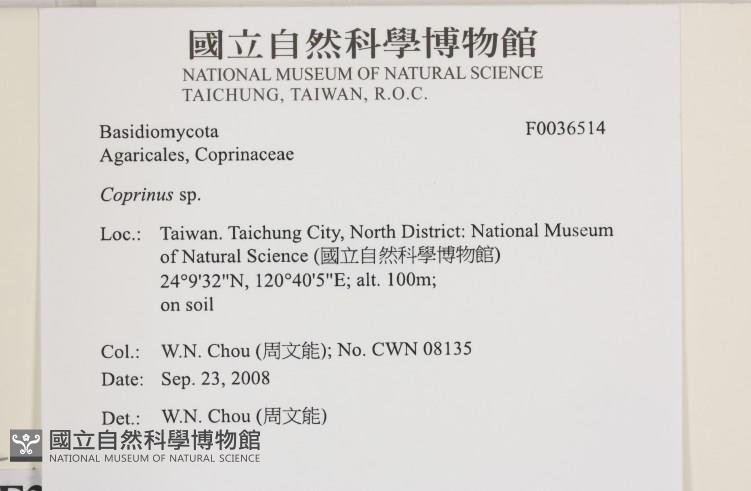 國立自然科學博物館
NATIONAL MUSEUM OF NATURAL SCIENCE
TAICHUNG, TAIWAN, R.O.C.
Basidiomycota F0036514
Agaricales, Coprinaceae
Coprinus sp.
Loc.: Taiwan. Taichung City, North District: National Museum
of Natural Science (國立自然科學博物館)
24°9'32"N, 120°40'5"E; alt. 100m;
on soil
Col.: W.N. Chou (周文能); No. CWN 08135
Date: Sep. 23, 2008
Det.: W.N. Chou (周文能)
國立自然科學博物館
NATIONAL MUSEUM OF NATURAL SCIENCE